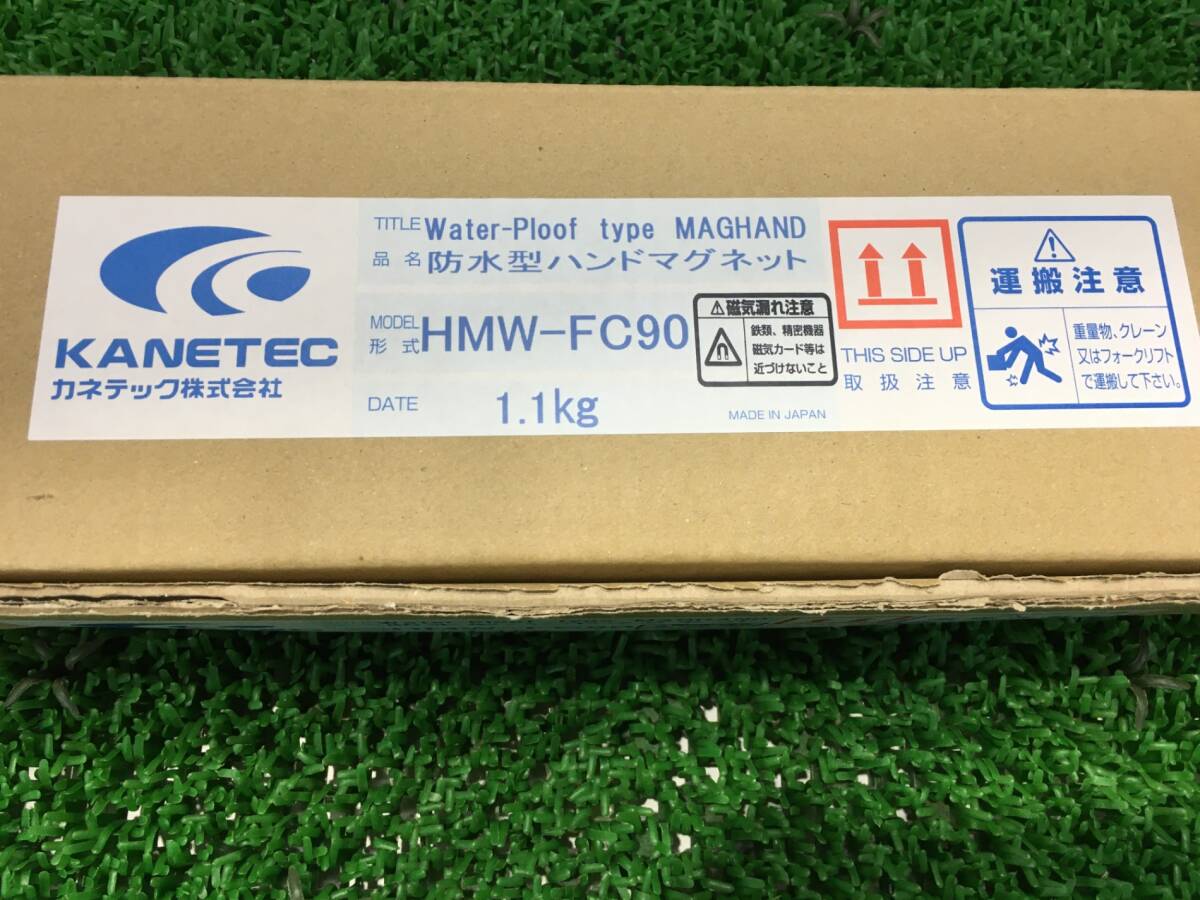 KANETEC
カネテック株式会社
TITLE Water-Ploof type MAGHAND
品名 防水型ハンドマグネット
MODEL
形式 HMW-FC90
DATE 1.1kg
⚠磁気漏れ注意
鉄類、精密機器
磁気カード等は
近づけないこと
MADE IN JAPAN
THIS SIDE UP
取扱注意
運搬注意
重量物、クレーン
又はフォークリフト
で運搬して下さい。